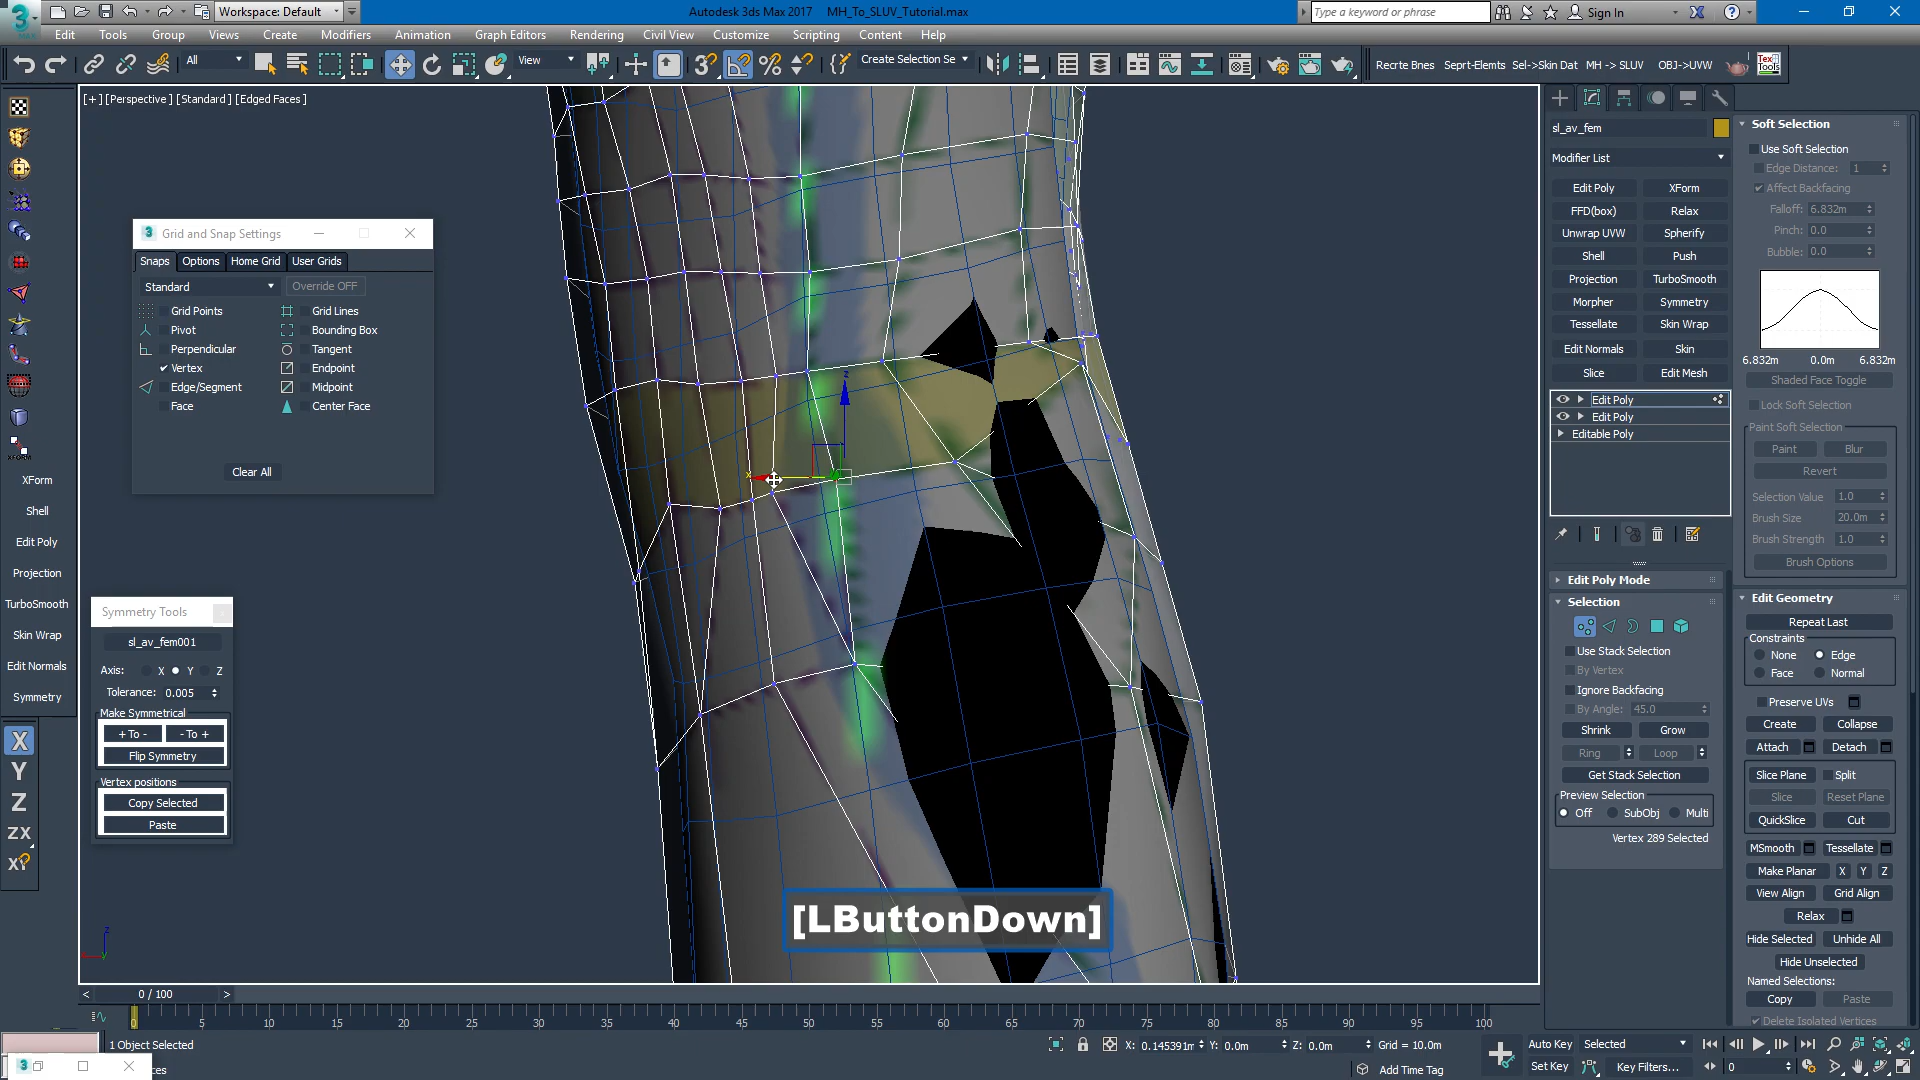 Workspace: Default
Autodesk 3ds Max 2017    MH_To_SLUV_Tutorial.max
Type a keyword or phrase
Sign In
Edit Tools Group Views Create Modifiers Animation Graph Editors Rendering Civil View Customize Scripting Content Help
All
View
Create Selection Se
Recrte Bnes Seprt-Elemts Sel->Skin Dat MH -> SLUV OBJ->UVW
[+] [Perspective] [Standard] [Edged Faces]
Grid and Snap Settings
Snaps Options Home Grid User Grids
Standard
Override OFF
Grid Points Grid Lines
Pivot Bounding Box
Perpendicular Tangent
Vertex Endpoint
Edge/Segment Midpoint
Face Center Face
Clear All
XForm
Shell
Edit Poly
Projection
TurboSmooth
Skin Wrap
Edit Normals
Symmetry
X
Y
Z
ZX
XY
Symmetry Tools
sl_av_fem001
Axis: X Y Z
Tolerance: 0.005
Make Symmetrical
+ To - - To +
Flip Symmetry
Vertex positions
Copy Selected
Paste
[LButtonDown]
sl_av_fem
Modifier List
Edit Poly XForm
FFD(box) Relax
Unwrap UVW Spherify
Shell Push
Projection TurboSmooth
Morpher Symmetry
Tessellate Skin Wrap
Edit Normals Skin
Slice Edit Mesh
Edit Poly
Edit Poly
Editable Poly
Edit Poly Mode
Selection
Use Stack Selection
By Vertex
Ignore Backfacing
By Angle: 45.0
Shrink Grow
Ring Loop
Get Stack Selection
Preview Selection
Off SubObj Multi
Vertex 289 Selected
Soft Selection
Use Soft Selection
Edge Distance: 1
Affect Backfacing
Falloff: 6.832m
Pinch: 0.0
Bubble: 0.0
6.832m 0.0m 6.832m
Shaded Face Toggle
Lock Soft Selection
Paint Soft Selection
Paint Blur
Revert
Selection Value 1.0
Brush Size 20.0m
Brush Strength 1.0
Brush Options
Edit Geometry
Repeat Last
Constraints
None Edge
Face Normal
Preserve UVs
Create Collapse
Attach Detach
Slice Plane Split
Slice Reset Plane
QuickSlice Cut
MSmooth Tessellate
Make Planar X Y Z
View Align Grid Align
Relax
Hide Selected Unhide All
Hide Unselected
Named Selections:
Copy Paste
Delete Isolated Vertices
0 / 100
0 5 10 15 20 25 30 35 40 45 50 55 60 65 70 75 80 85 90 95 100
1 Object Selected
X: 0.145391m Y: 0.0m Z: 0.0m Grid = 10.0m
Add Time Tag
Auto Key Selected
Set Key Key Filters...
0